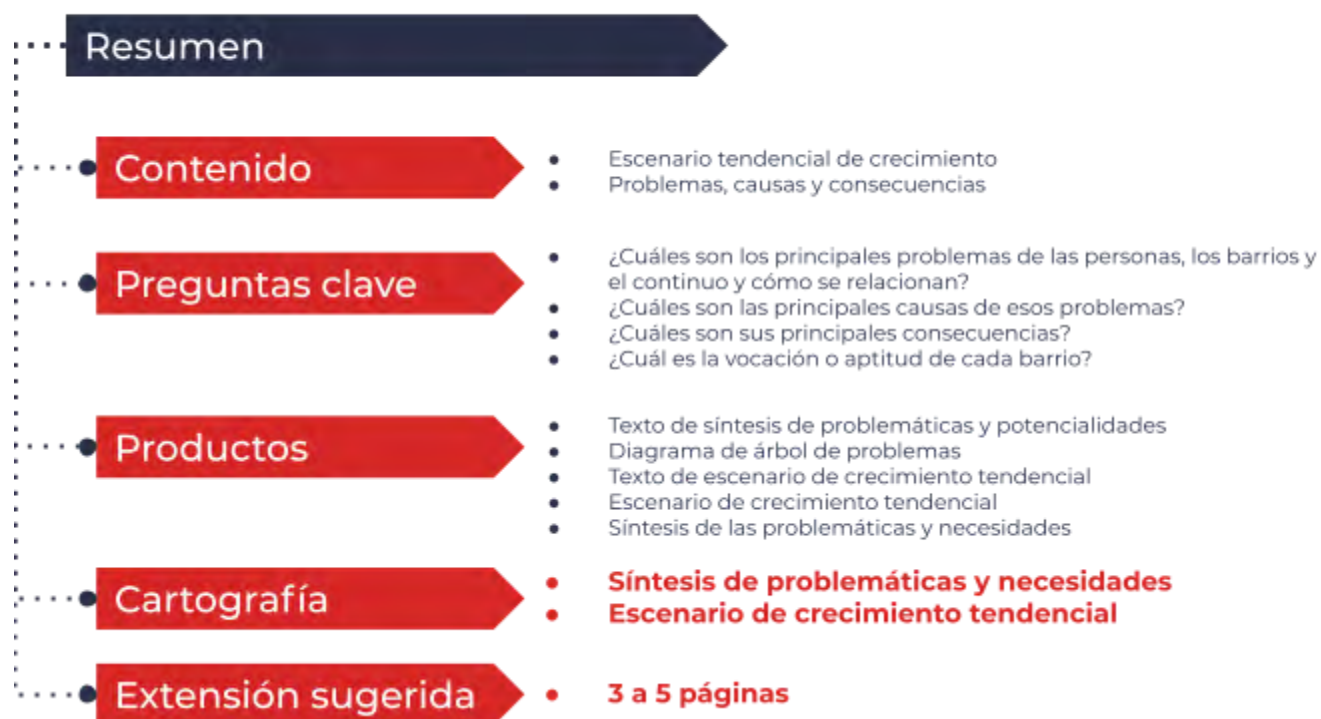 Resumen
Contenido
• Escenario tendencial de crecimiento
• Problemas, causas y consecuencias
Preguntas clave
• ¿Cuáles son los principales problemas de las personas, los barrios y
el continuo y cómo se relacionan?
• ¿Cuáles son las principales causas de esos problemas?
• ¿Cuáles son sus principales consecuencias?
• ¿Cuál es la vocación o aptitud de cada barrio?
Productos
• Texto de síntesis de problemáticas y potencialidades
• Diagrama de árbol de problemas
• Texto de escenario de crecimiento tendencial
• Escenario de crecimiento tendencial
• Síntesis de las problemáticas y necesidades
Cartografía
• Síntesis de problemáticas y necesidades
• Escenario de crecimiento tendencial
Extensión sugerida
• 3 a 5 páginas